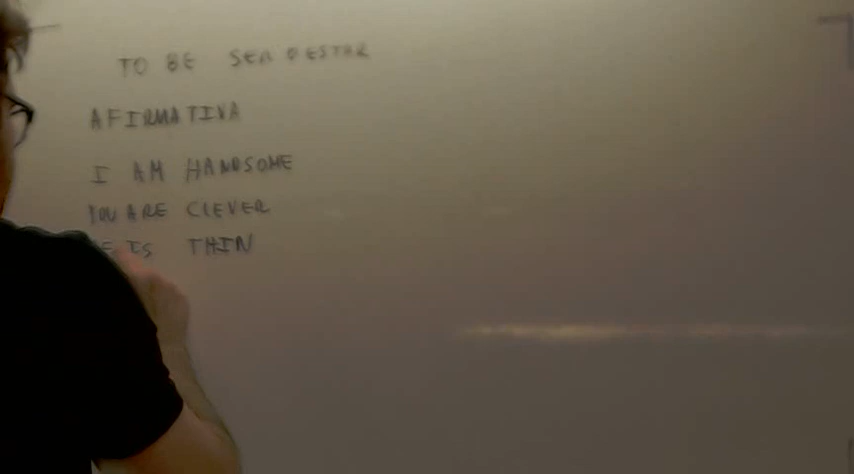 TO BE SER O ESTAR
AFIRMATIVA
I AM HANDSOME
YOU ARE CLEVER
IS THIN